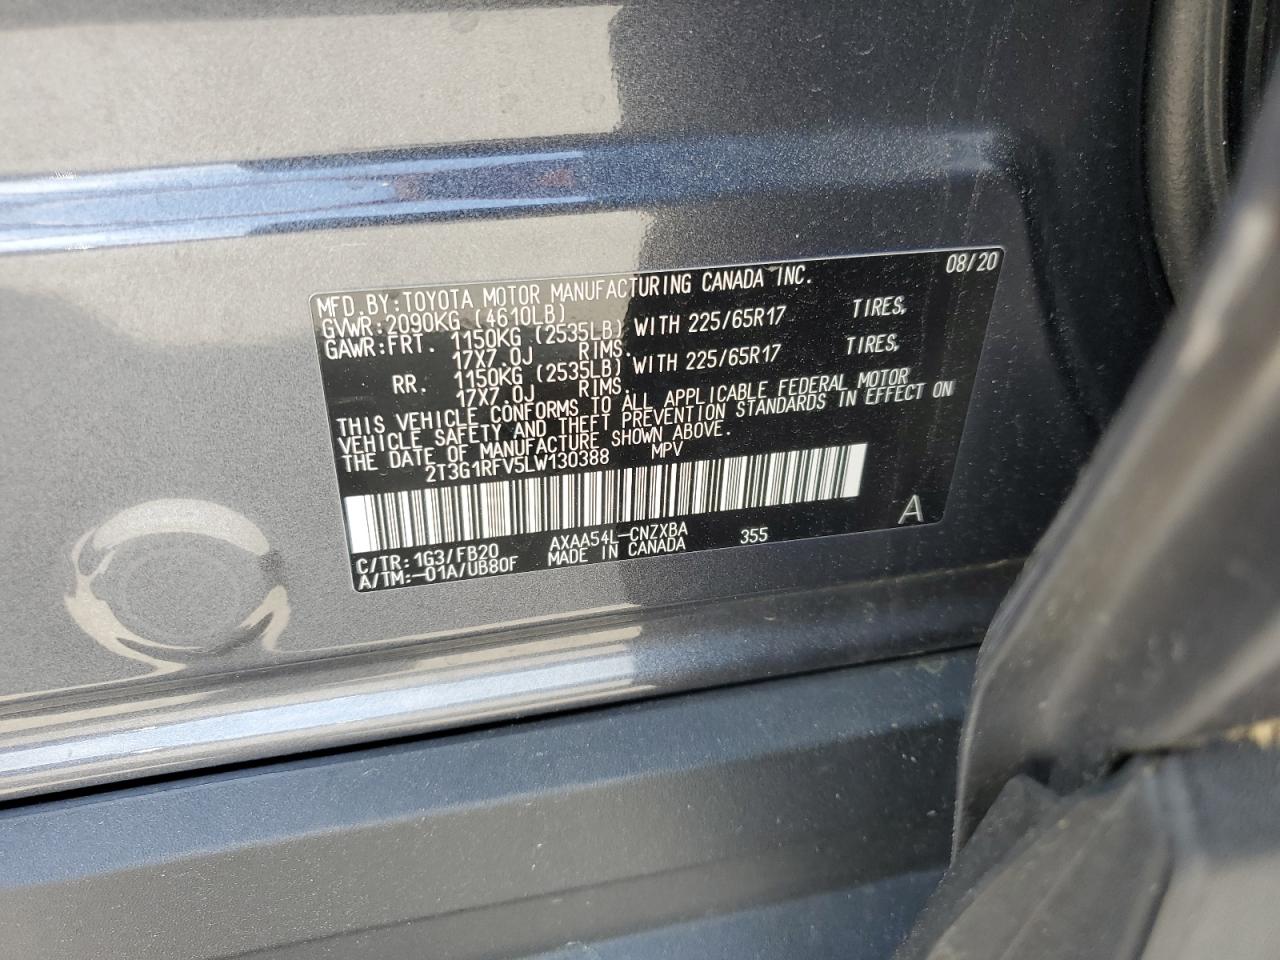 MFD.BY:TOYOTA MOTOR MANUFACTURING CANADA INC. 08/20
GVWR:2090KG (4610LB)
GAWR:FRT. 1150KG (2535LB) WITH 225/65R17 TIRES,
17X7.0J RIMS.
RR. 1150KG (2535LB) WITH 225/65R17 TIRES,
17X7.0J RIMS.
THIS VEHICLE CONFORMS TO ALL APPLICABLE FEDERAL MOTOR
VEHICLE SAFETY AND THEFT PREVENTION STANDARDS IN EFFECT ON
THE DATE OF MANUFACTURE SHOWN ABOVE.
2T3G1RFV5LW130388 MPV
C/TR:1G3/FB20 AXAA54L-CNZXBA 355 A
A/TM:-01A/UB80F MADE IN CANADA